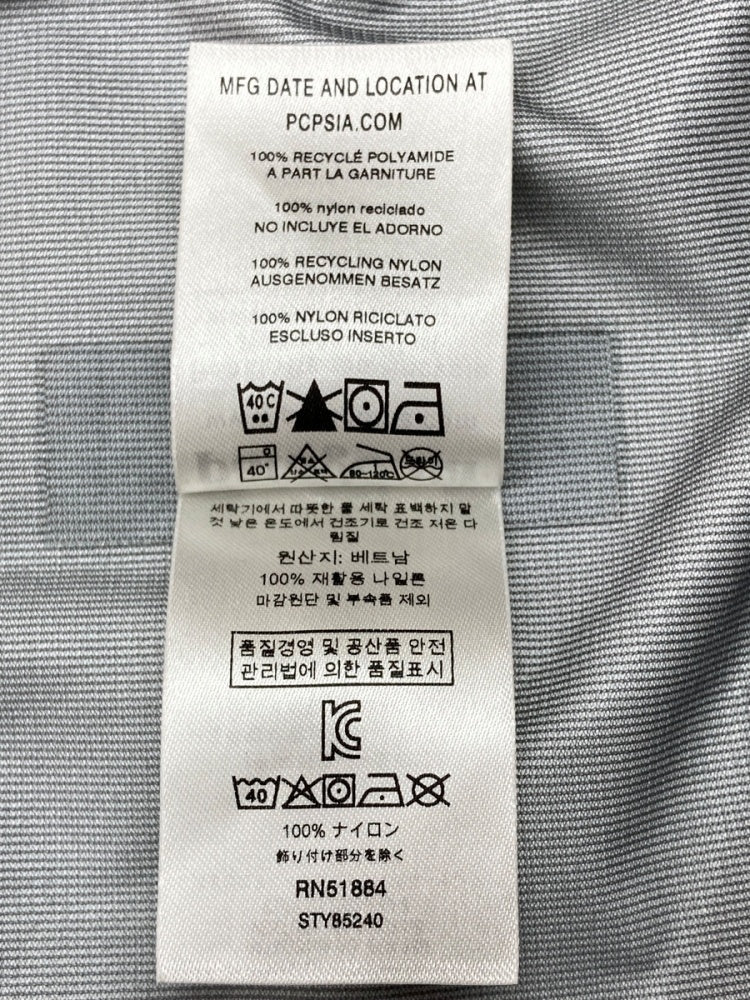 MFG DATE AND LOCATION AT
PCPSIA.COM
100% RECYCLÉ POLYAMIDE
A PART LA GARNITURE
100% nylon reciclado
NO INCLUYE EL ADORNO
100% RECYCLING NYLON
AUSGENOMMEN BESATZ
100% NYLON RICICLATO
ESCLUSO INSERTO
40 C
40°
80~120°C
드라이
세탁기에서 따뜻한 물 세탁 표백하지 말
것 낮은 온도에서 건조기로 건조 저온 다
림질
원산지: 베트남
100% 재활용 나일론
마감원단 및 부속품 제외
품질경영 및 공산품 안전
관리법에 의한 품질표시
40
100% ナイロン
飾り付け部分を除く
RN51884
STY85240